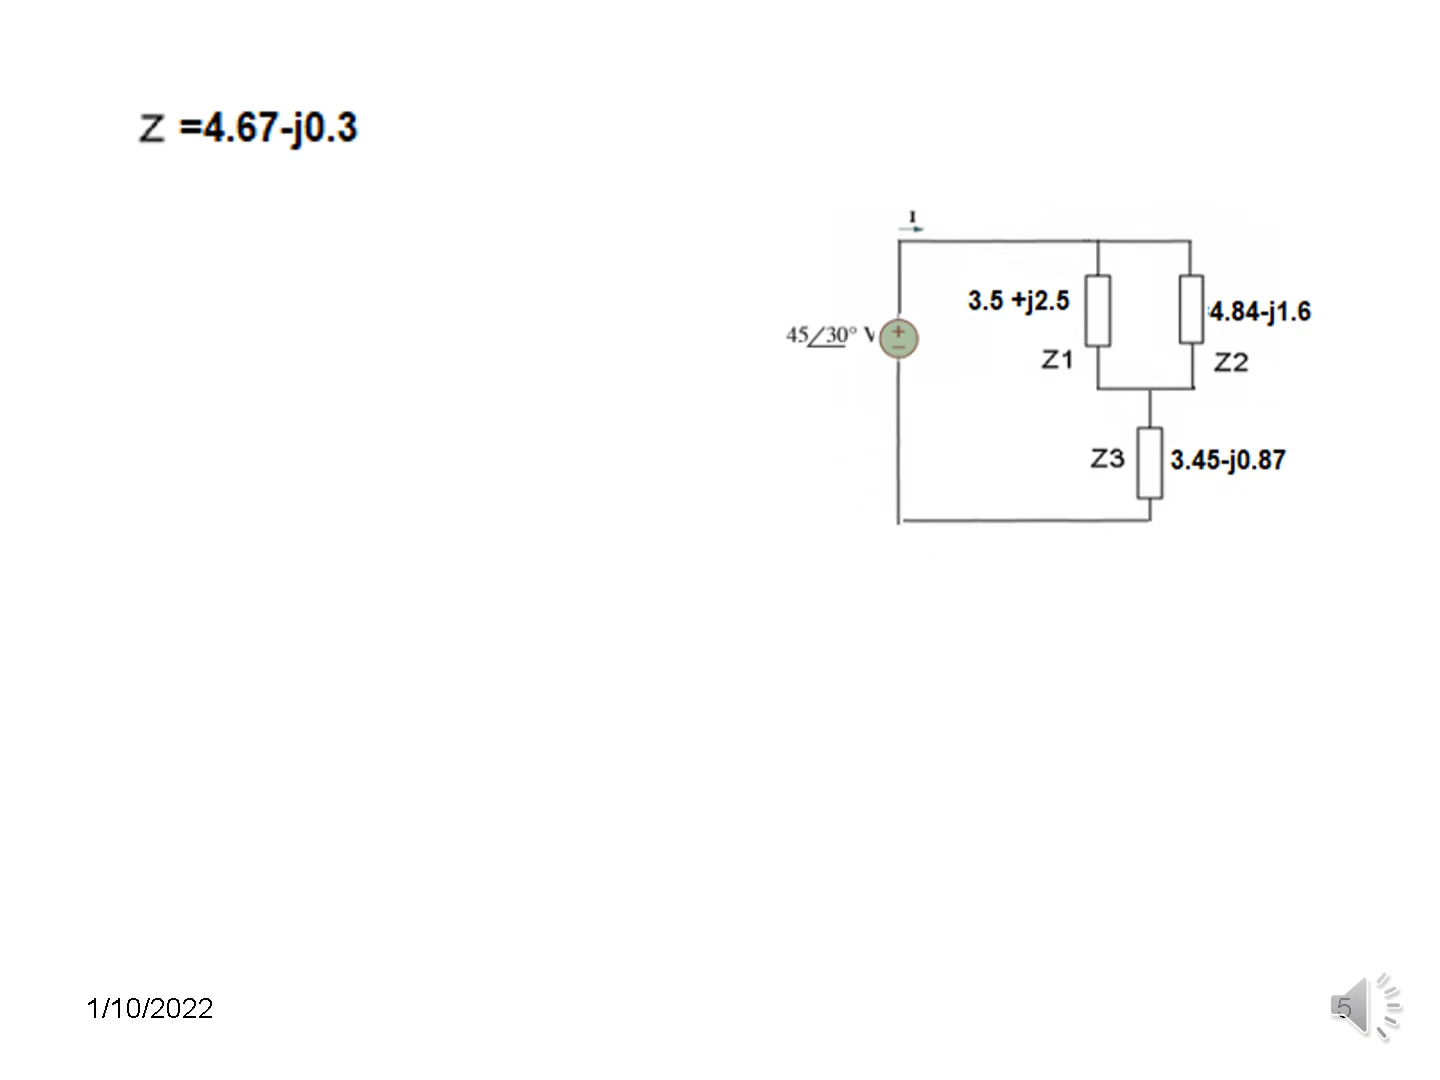 Z =4.67-j0.3
I
3.5 +j2.5
4.84-j1.6
45∠30° V
+
−
Z1
Z2
Z3
3.45-j0.87
1/10/2022
5